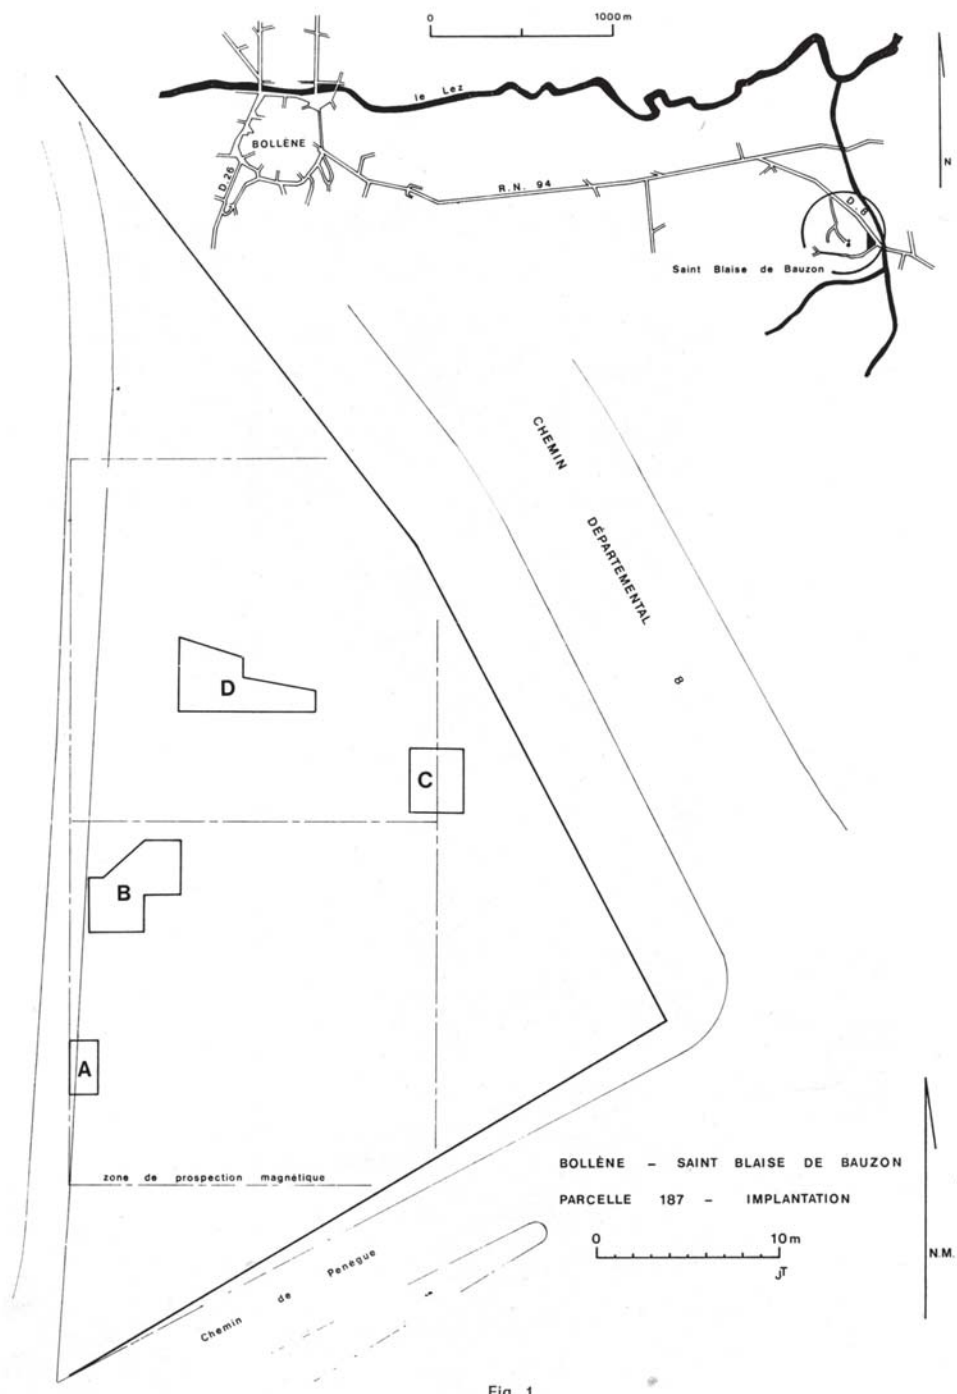 0 1000 m
le Lez
BOLLÈNE
D. 26
R.N. 94
D. 8
N
Saint Blaise de Bauzon
CHEMIN
DÉPARTEMENTAL
8
D
C
B
A
zone de prospection magnétique
BOLLÈNE – SAINT BLAISE DE BAUZON
PARCELLE 187 – IMPLANTATION
0 10 m
JT
N.M.
Chemin de Penègue
Fig. 1